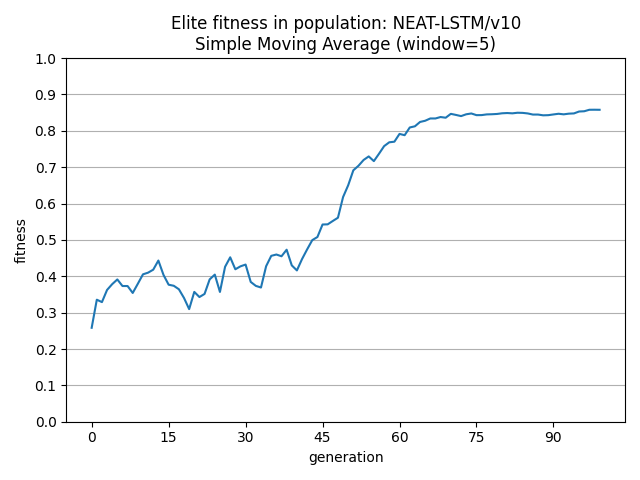 Elite fitness in population: NEAT-LSTM/v10
Simple Moving Average (window=5)
1.0
0.9
0.8
0.7
0.6
0.5
0.4
0.3
0.2
0.1
0.0
fitness
0 15 30 45 60 75 90
generation